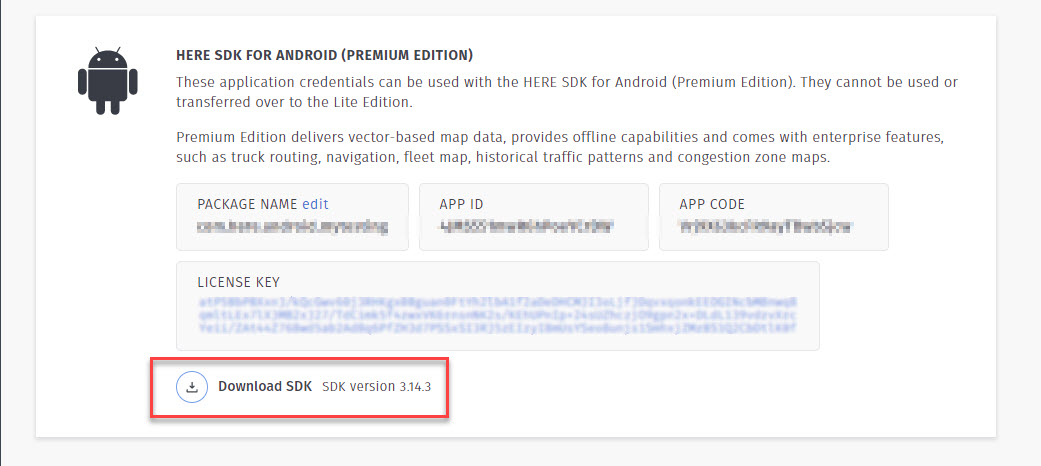 HERE SDK FOR ANDROID (PREMIUM EDITION)
These application credentials can be used with the HERE SDK for Android (Premium Edition). They cannot be used or
transferred over to the Lite Edition.
Premium Edition delivers vector-based map data, provides offline capabilities and comes with enterprise features,
such as truck routing, navigation, fleet map, historical traffic patterns and congestion zone maps.
PACKAGE NAME edit
APP ID
APP CODE
LICENSE KEY
Download SDK SDK version 3.14.3